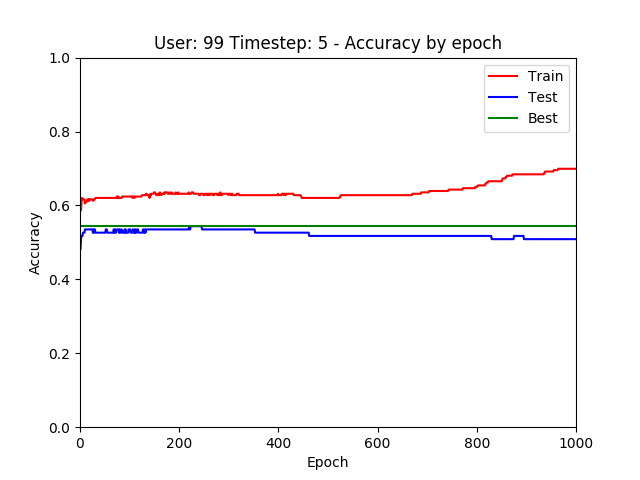 User: 99 Timestep: 5 - Accuracy by epoch
1.0
0.8
0.6
0.4
0.2
0.0
Accuracy
0 200 400 600 800 1000
Epoch
Train
Test
Best